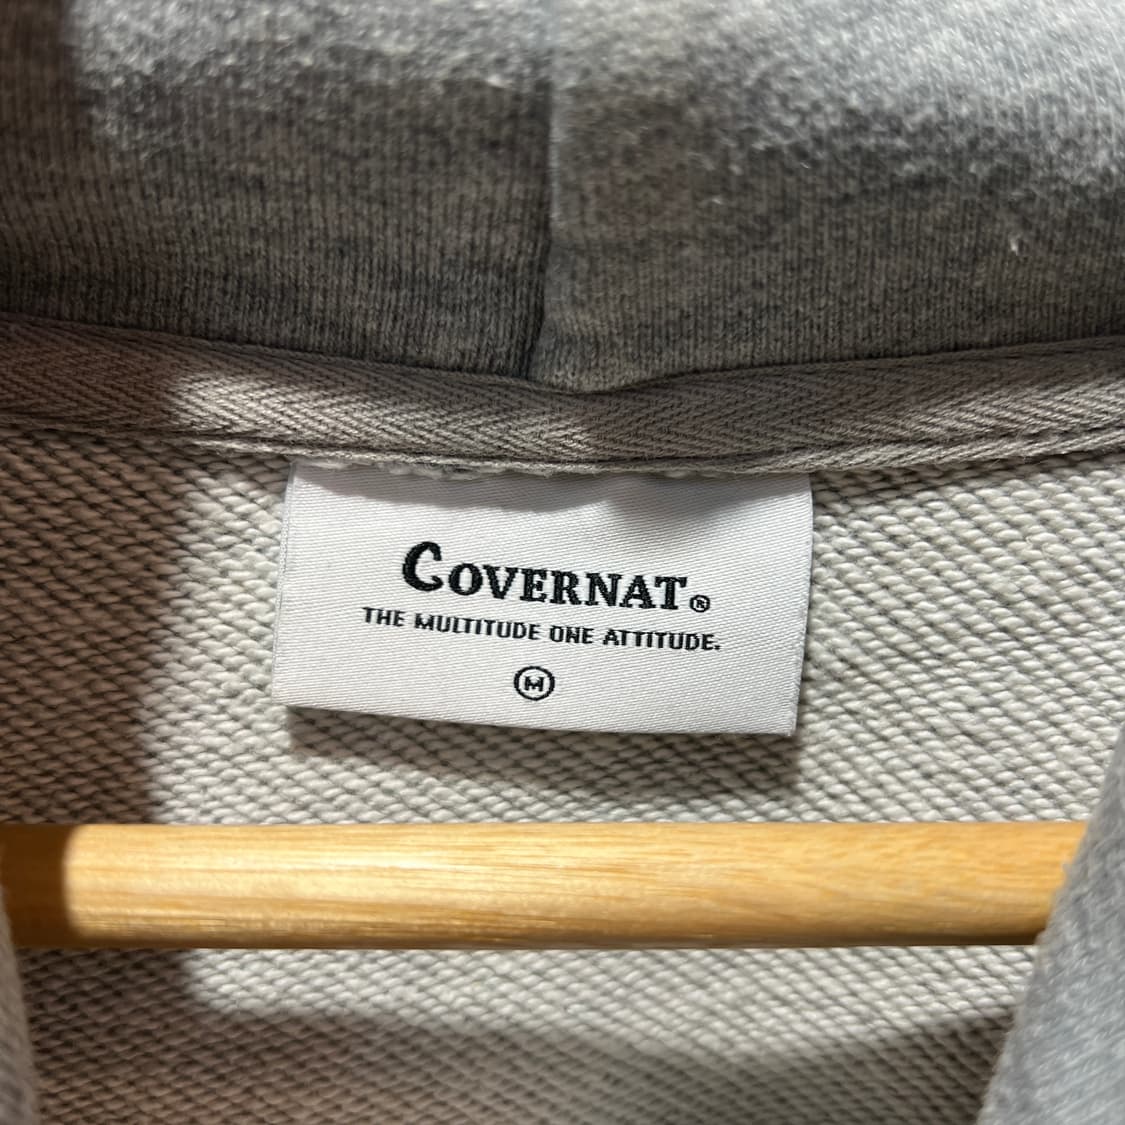 COVERNAT®
THE MULTITUDE ONE ATTITUDE.
M